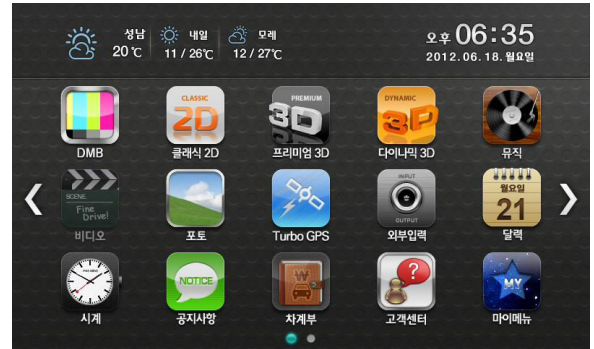 성남
20℃
내일
11 / 26℃
모레
12 / 27℃
오후 06:35
2012. 06. 18. 월요일
DMB
CLASSIC
2D
클래식 2D
PREMIUM
3D
프리미엄 3D
DYNAMIC
3D
다이나믹 3D
뮤직
SCENE.
Fine
Drive!
비디오
포토
Turbo GPS
INPUT
OUTPUT
외부입력
월요일
21
달력
시계
NOTICE
공지사항
W
차계부
?
고객센터
MY
마이메뉴